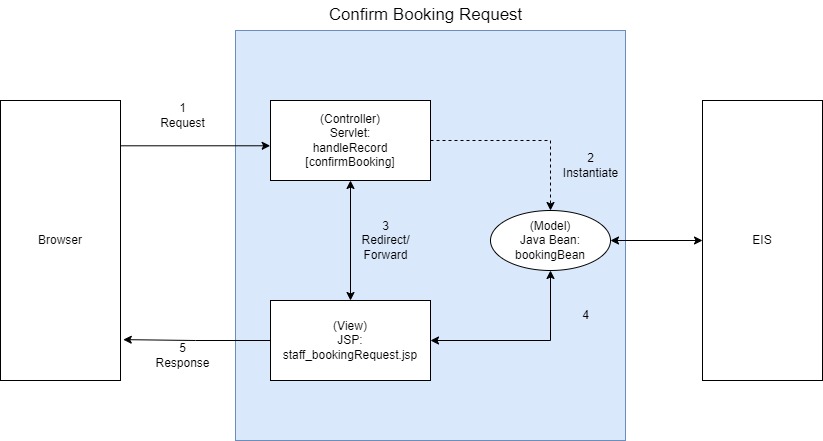 Confirm Booking Request
1
Request
(Controller)
Servlet:
handleRecord
[confirmBooking]
2
Instantiate
3
Redirect/
Forward
Browser
(Model)
Java Bean:
bookingBean
EIS
(View)
JSP:
staff_bookingRequest.jsp
4
5
Response